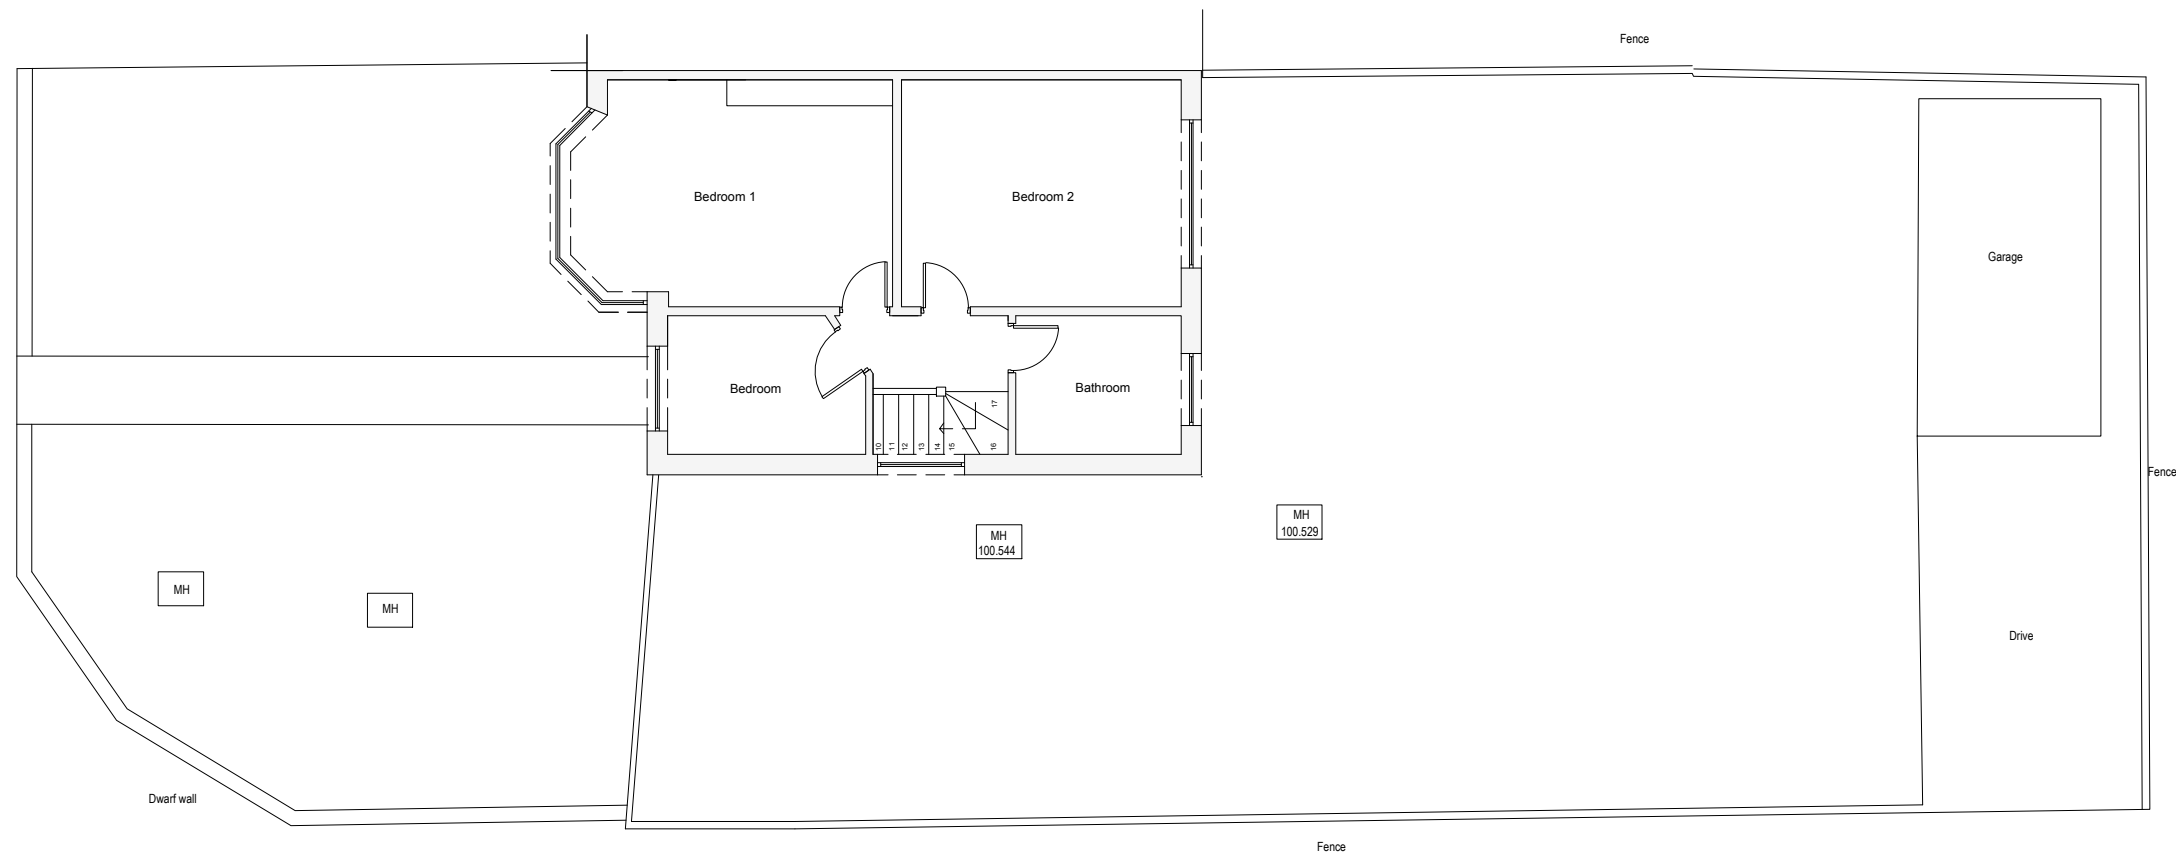 Fence
Bedroom 1
Bedroom 2
Garage
Bedroom
Bathroom
17
10
11
12
13
14
15
16
Fence
MH
100.529
MH
100.544
MH
MH
Drive
Dwarf wall
Fence